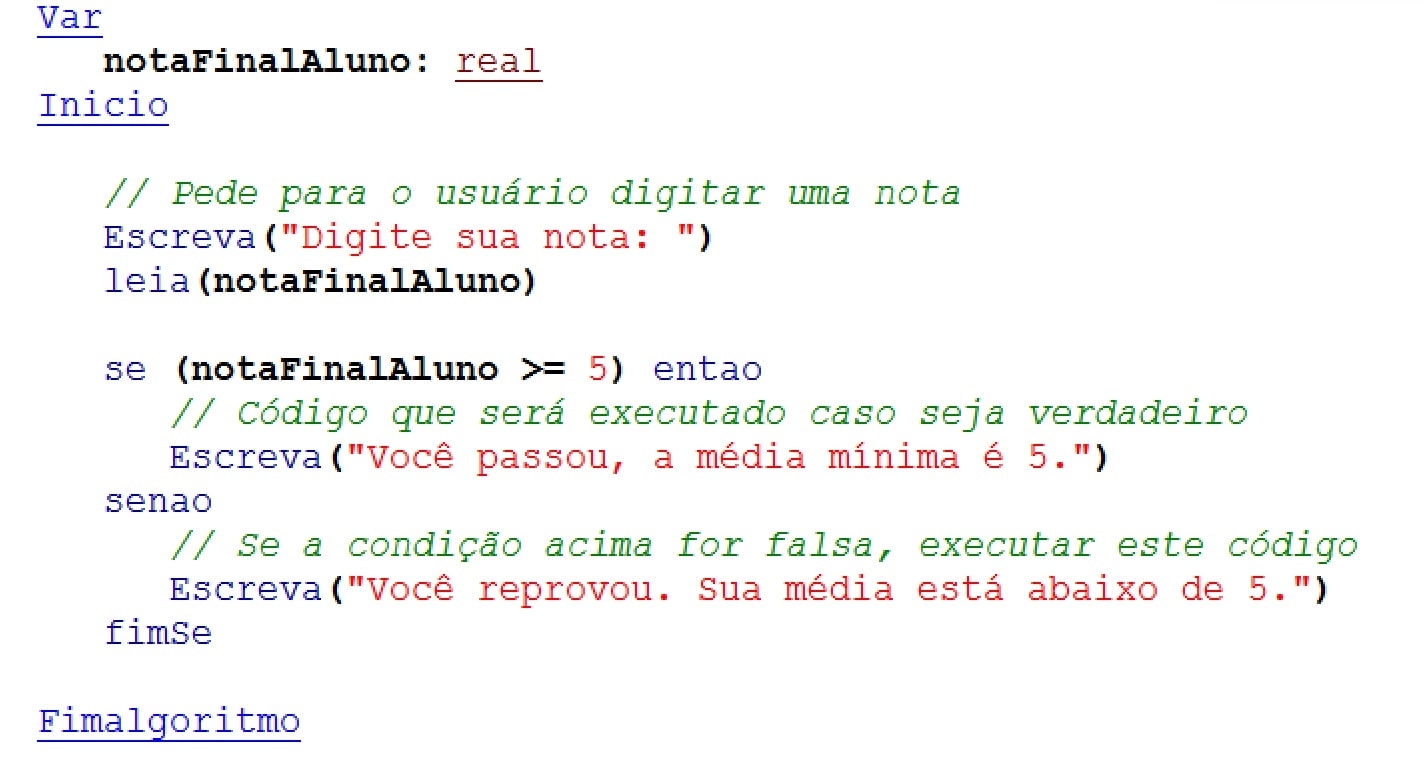 Var
notaFinalAluno: real
Inicio
// Pede para o usuário digitar uma nota
Escreva("Digite sua nota: ")
leia(notaFinalAluno)
se (notaFinalAluno >= 5) entao
// Código que será executado caso seja verdadeiro
Escreva("Você passou, a média mínima é 5.")
senao
// Se a condição acima for falsa, executar este código
Escreva("Você reprovou. Sua média está abaixo de 5.")
fimSe
Fimalgoritmo